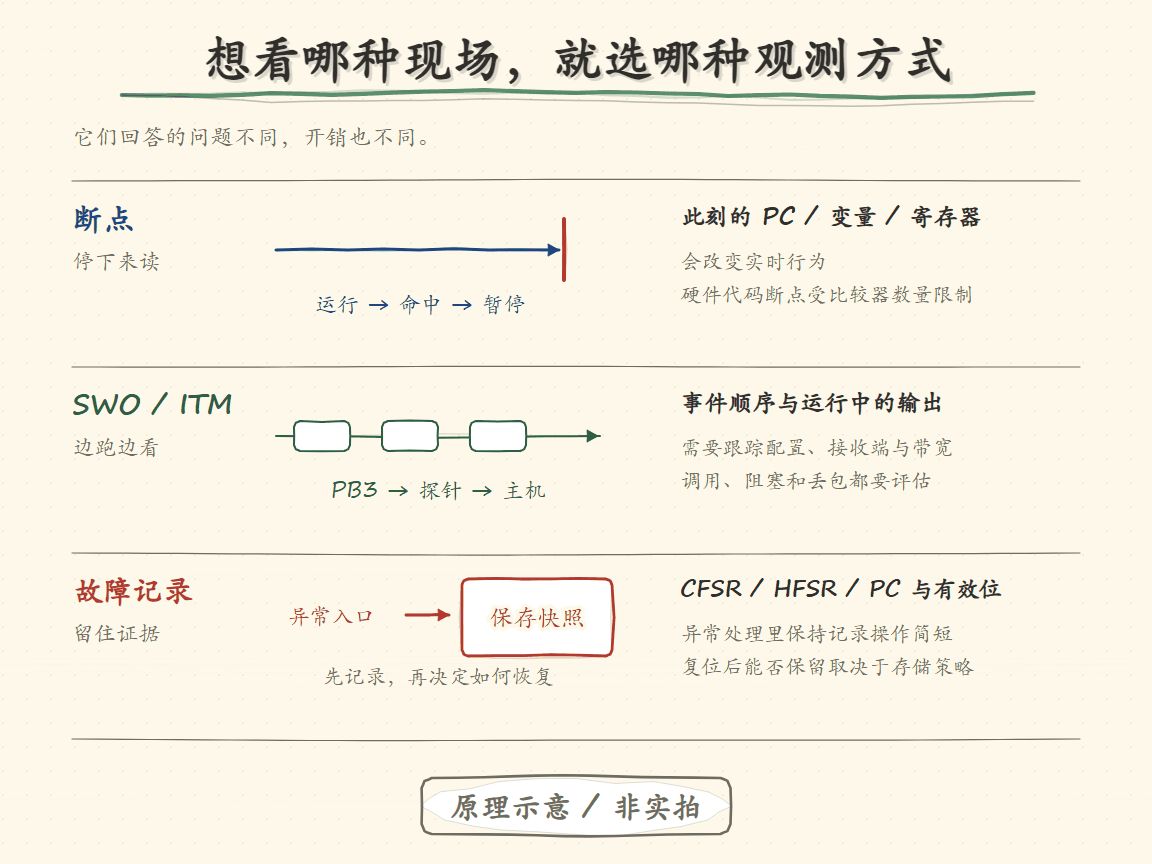 想看哪种现场，就选哪种观测方式
它们回答的问题不同，开销也不同。
断点
停下来读
运行 → 命中 → 暂停
此刻的 PC / 变量 / 寄存器
会改变实时行为
硬件代码断点受比较器数量限制
SWO / ITM
边跑边看
PB3 → 探针 → 主机
事件顺序与运行中的输出
需要跟踪配置、接收端与带宽
调用、阻塞和丢包都要评估
故障记录
留住证据
异常入口
保存快照
先记录，再决定如何恢复
CFSR / HFSR / PC 与有效位
异常处理里保持记录操作简短
复位后能否保留取决于存储策略
原理示意 / 非实拍